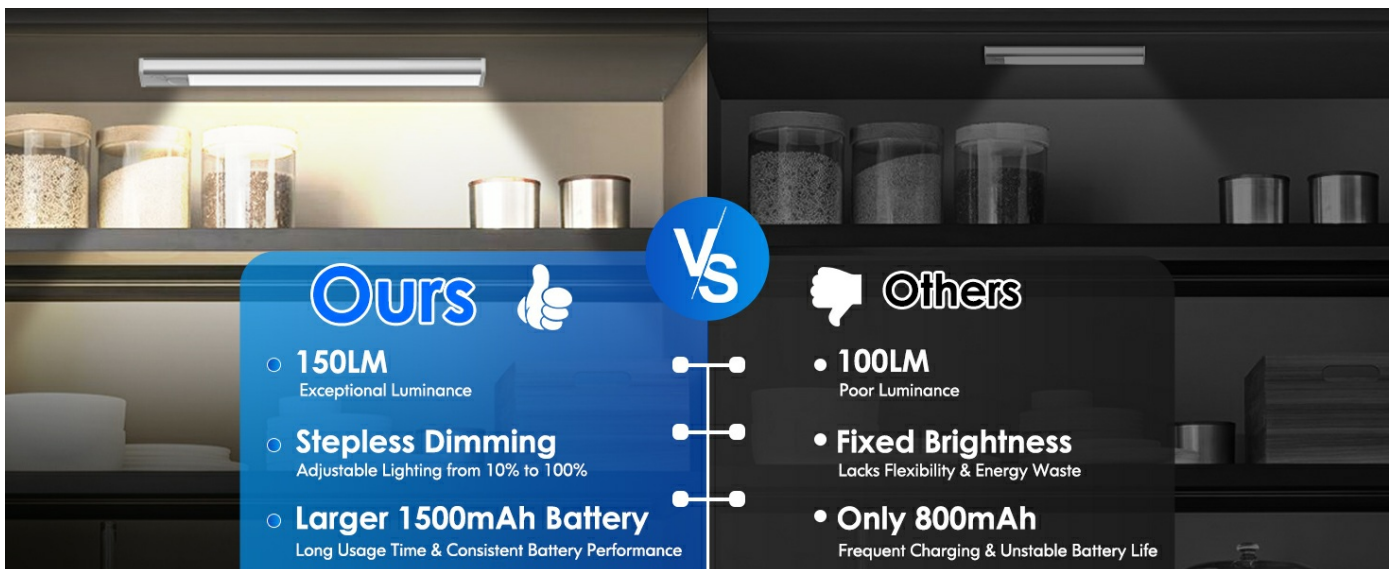 VS
Ours
150LM
Exceptional Luminance
Stepless Dimming
Adjustable Lighting from 10% to 100%
Larger 1500mAh Battery
Long Usage Time & Consistent Battery Performance
Others
100LM
Poor Luminance
Fixed Brightness
Lacks Flexibility & Energy Waste
Only 800mAh
Frequent Charging & Unstable Battery Life